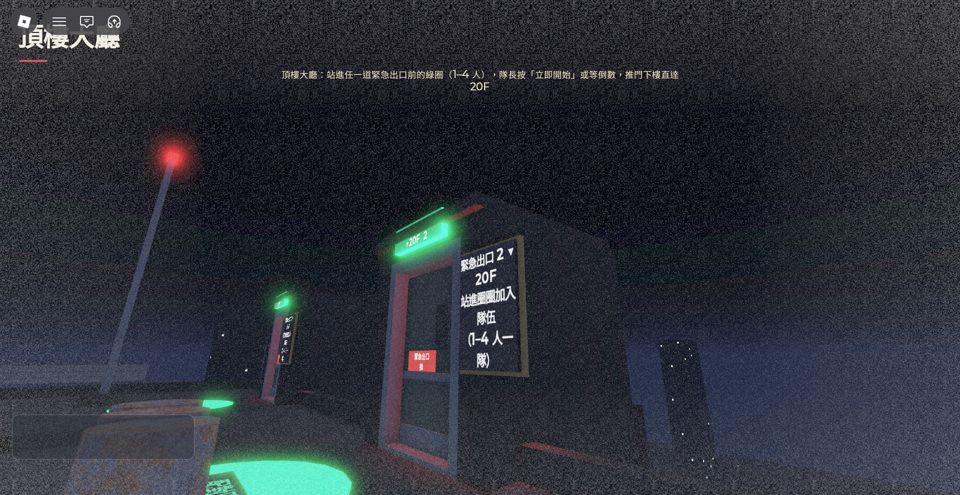 頂樓大廳
頂樓大廳：站進任一道緊急出口前的綠圈（1–4 人），隊長按「立即開始」或等倒數，推門下樓直達
20F
20F 2
緊急出口 2 ▼
20F
站進圈圈加入
隊伍
（1–4 人一
隊）
緊急出口